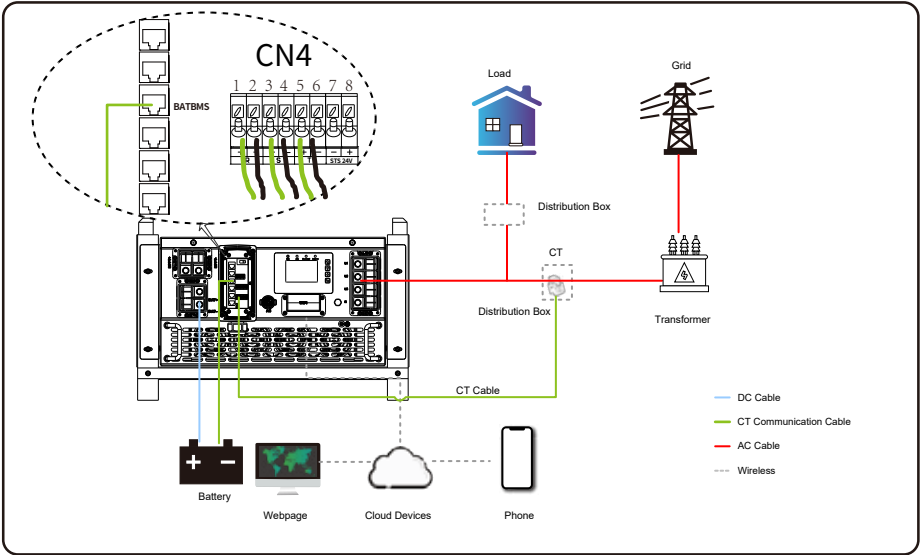 CN4
1 2 3 4 5 6 7 8
BATBMS
R S T STS 24V
Load
Grid
Distribution Box
CT
Distribution Box
Transformer
CT Cable
DC Cable
CT Communication Cable
AC Cable
Wireless
Battery
Webpage
Cloud Devices
Phone